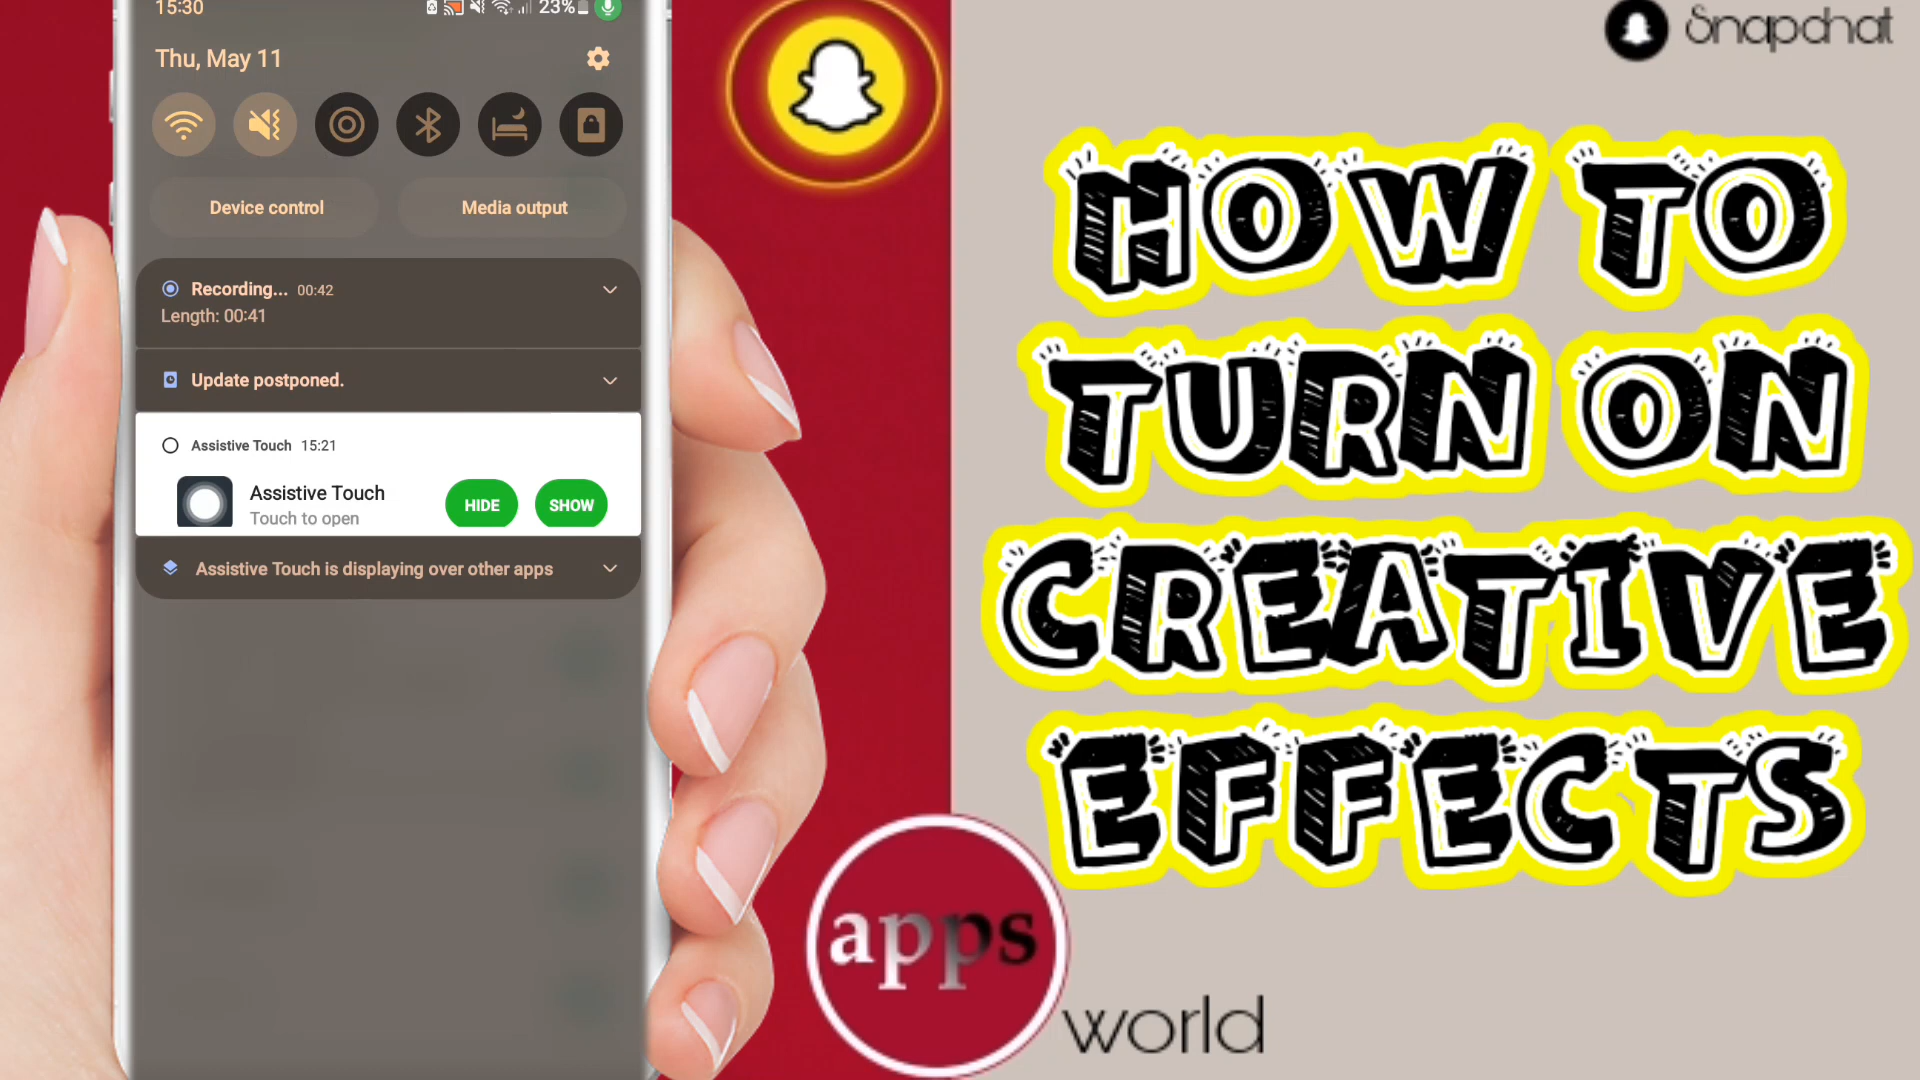 15:30
23%
Thu, May 11
Device control
Media output
Recording... 00:42
Length: 00:41
Update postponed.
Assistive Touch 15:21
Assistive Touch
Touch to open
HIDE
SHOW
Assistive Touch is displaying over other apps
Snapchat
HOW TO
TURN ON
CREATIVE
EFFECTS
apps
world